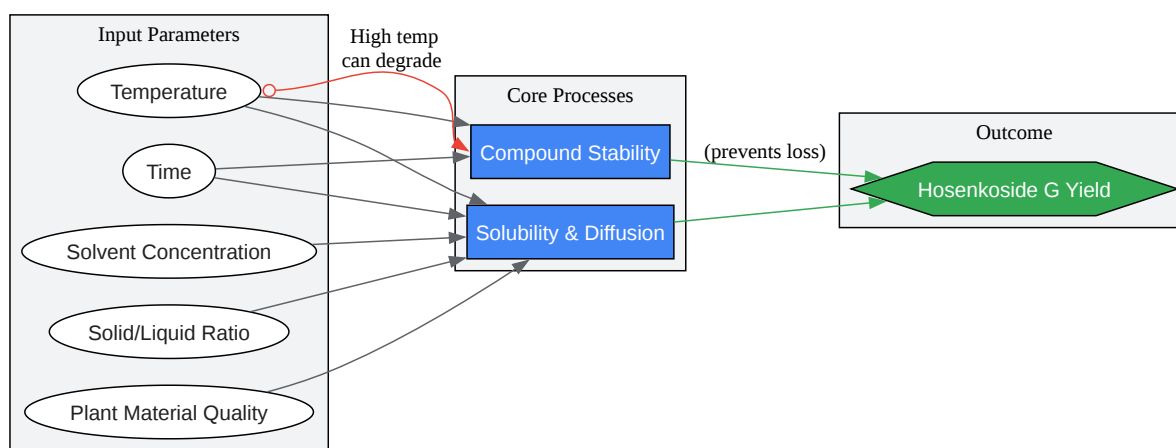 Input Parameters
Temperature
Time
Solvent Concentration
Solid/Liquid Ratio
Plant Material Quality
High temp
can degrade
Core Processes
Compound Stability
Solubility & Diffusion
(prevents loss)
Outcome
Hosenkoside G Yield